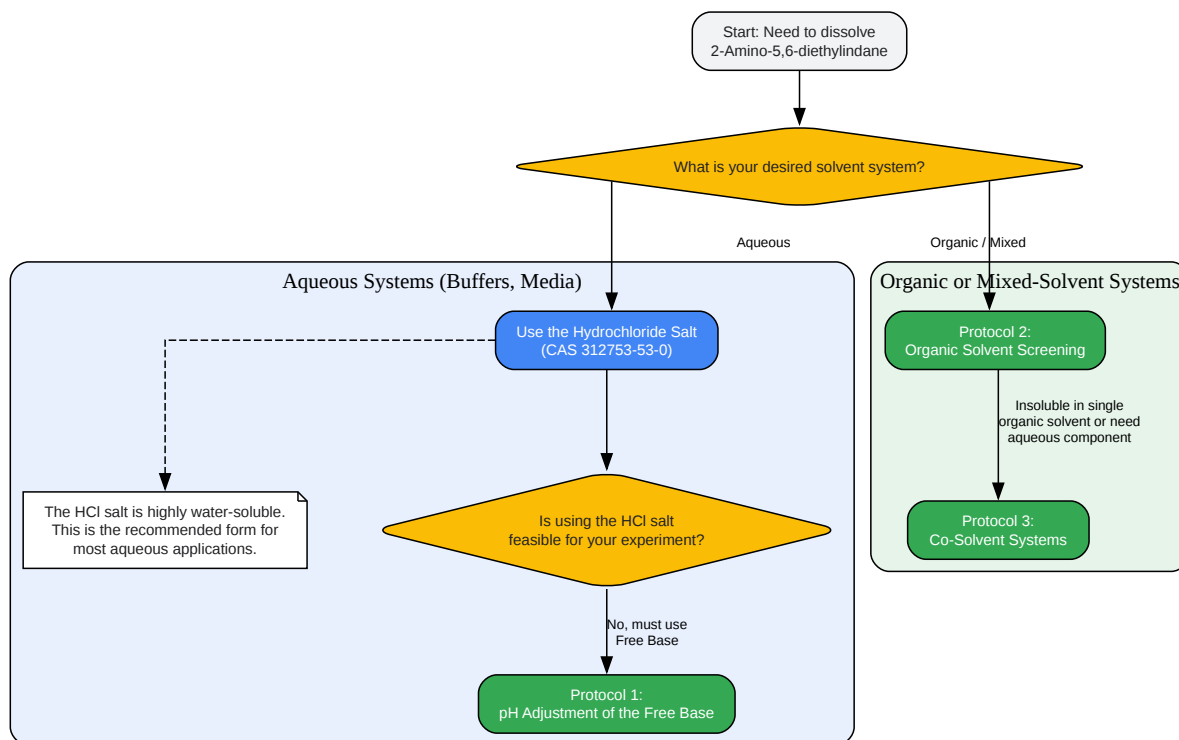 Start: Need to dissolve
2-Amino-5,6-diethylindane
What is your desired solvent system?
Aqueous
Organic / Mixed
Aqueous Systems (Buffers, Media)
Organic or Mixed-Solvent Systems
Use the Hydrochloride Salt
(CAS 312753-53-0)
Protocol 2:
Organic Solvent Screening
Insoluble in single
organic solvent or need
aqueous component
The HCl salt is highly water-soluble.
This is the recommended form for
most aqueous applications.
Is using the HCl salt
feasible for your experiment?
Protocol 3:
Co-Solvent Systems
No, must use
Free Base
Protocol 1:
pH Adjustment of the Free Base